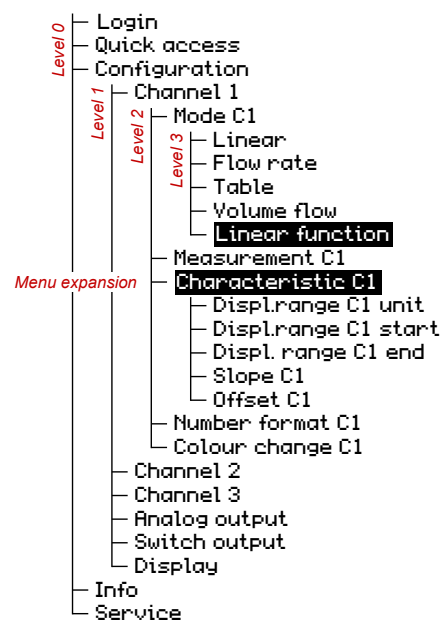 Level 0
Login
Quick access
Configuration
Level 1
Channel 1
Level 2
Mode C1
Level 3
Linear
Flow rate
Table
Volume flow
Linear function
Measurement C1
Menu expansion
Characteristic C1
Displ.range C1 unit
Displ.range C1 start
Displ. range C1 end
Slope C1
Offset C1
Number format C1
Colour change C1
Channel 2
Channel 3
Analog output
Switch output
Display
Info
Service